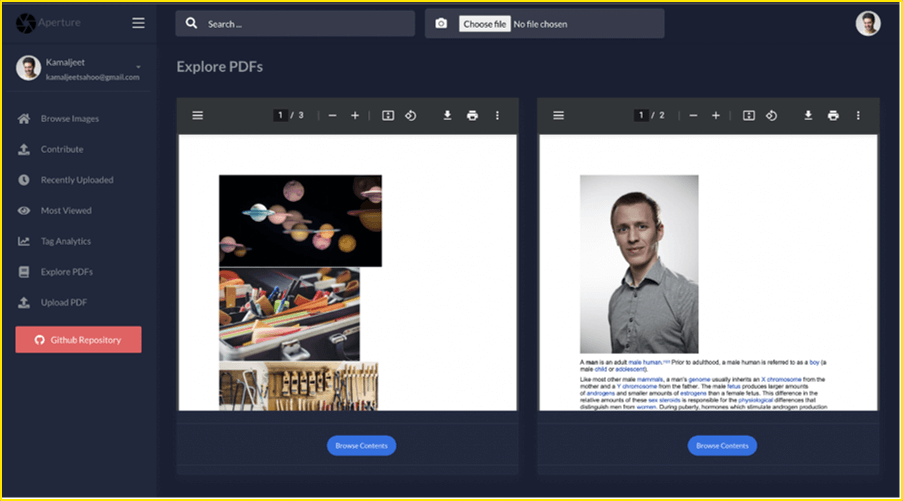 Aperture
Search ...
Choose file No file chosen
Kamaljeet
kamaljeetsahoo@gmail.com
Browse Images
Contribute
Recently Uploaded
Most Viewed
Tag Analytics
Explore PDFs
Upload PDF
Github Repository
Explore PDFs
1 / 3
1 / 2
A man is an adult male human. Prior to adulthood, a male human is referred to as a boy (a
male child or adolescent).
Like most other male mammals, a man's genome usually inherits an X chromosome from the
mother and a Y chromosome from the father. The male fetus produces larger amounts
of androgens and smaller amounts of estrogens than a female fetus. This difference in the
relative amounts of these sex steroids is responsible for the physiological differences that
distinguish men from women. During puberty, hormones which stimulate androgen production
Browse Contents
Browse Contents